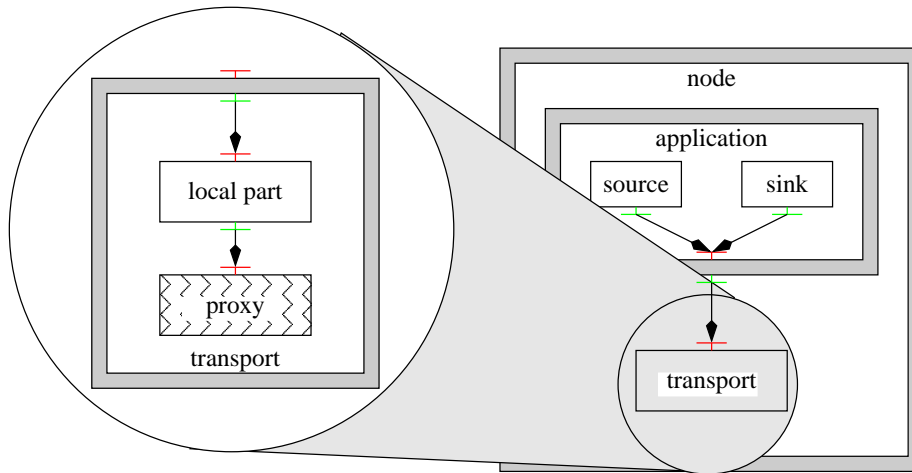 local part
proxy
transport
node
application
source
sink
transport